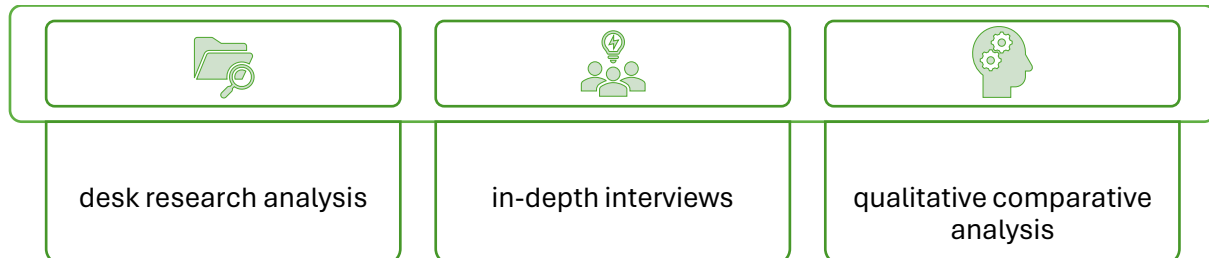 desk research analysis
in-depth interviews
qualitative comparative
analysis